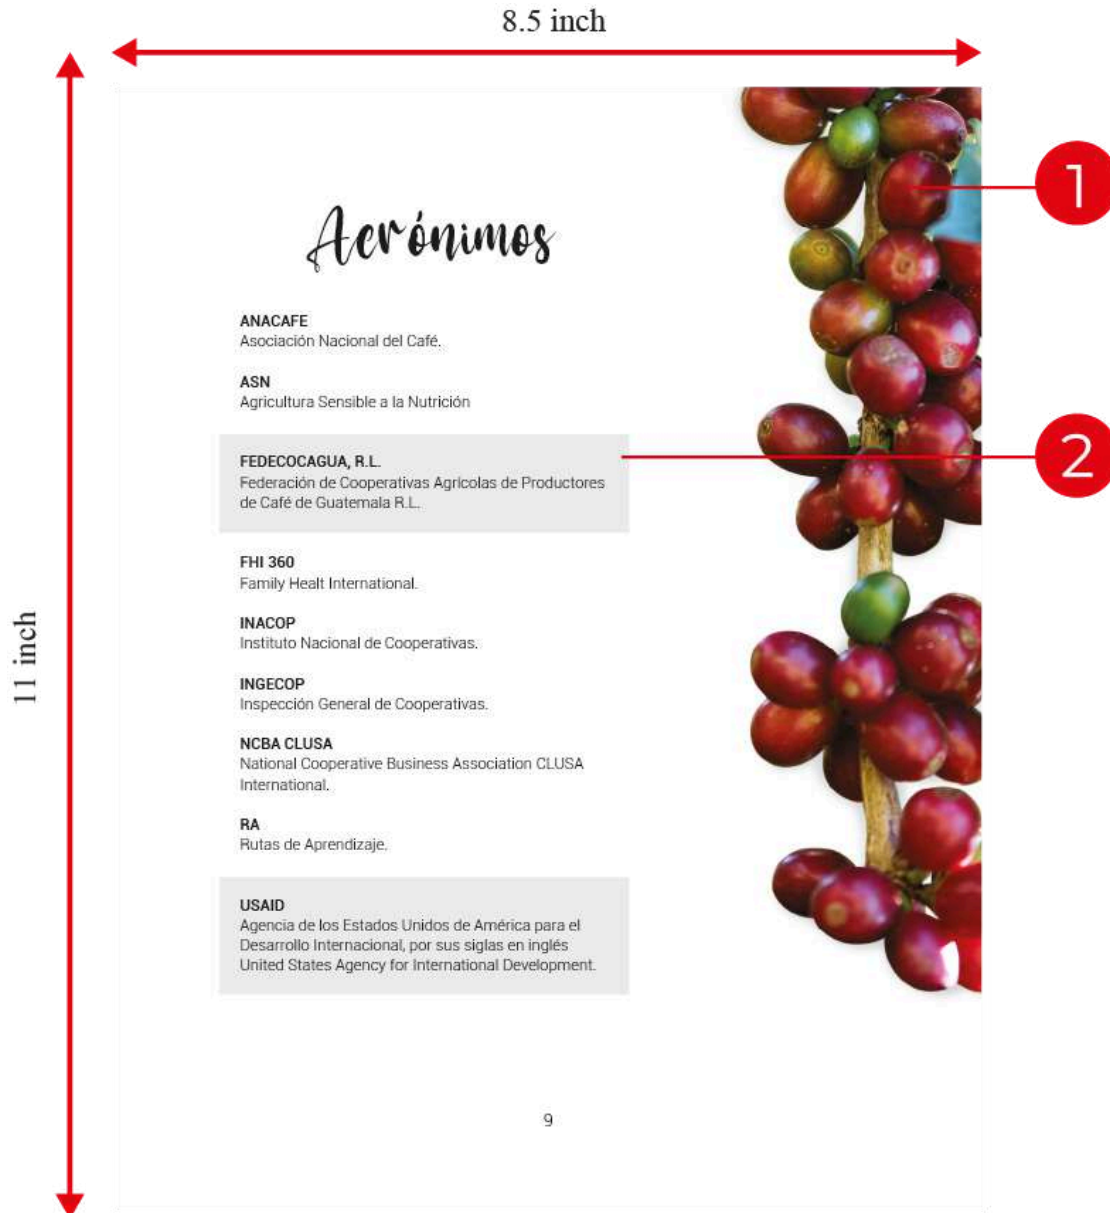 8.5 inch
11 inch
1
2
Acrónimos
ANACAFE
Asociación Nacional del Café.
ASN
Agricultura Sensible a la Nutrición
FEDECOCAGUA, R.L.
Federación de Cooperativas Agrícolas de Productores
de Café de Guatemala R.L.
FHI 360
Family Healt International.
INACOP
Instituto Nacional de Cooperativas.
INGECOP
Inspección General de Cooperativas.
NCBA CLUSA
National Cooperative Business Association CLUSA
International.
RA
Rutas de Aprendizaje.
USAID
Agencia de los Estados Unidos de América para el
Desarrollo Internacional, por sus siglas en inglés
United States Agency for International Development.
9